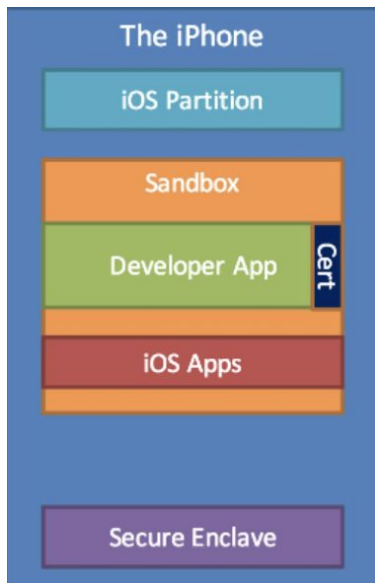 The iPhone
iOS Partition
Sandbox
Developer App
Cert
iOS Apps
Secure Enclave